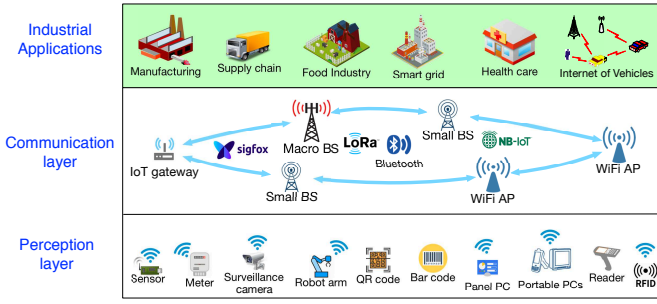 Industrial
Applications
Manufacturing
Supply chain
Food Industry
Smart grid
Health care
Internet of Vehicles
Communication
layer
IoT gateway
sigfox
Macro BS
LoRa
Bluetooth
Small BS
NB-IoT
WiFi AP
Small BS
WiFi AP
Perception
layer
Sensor
Meter
Surveillance
camera
Robot arm
QR code
Bar code
Panel PC
Portable PCs
Reader
RFID